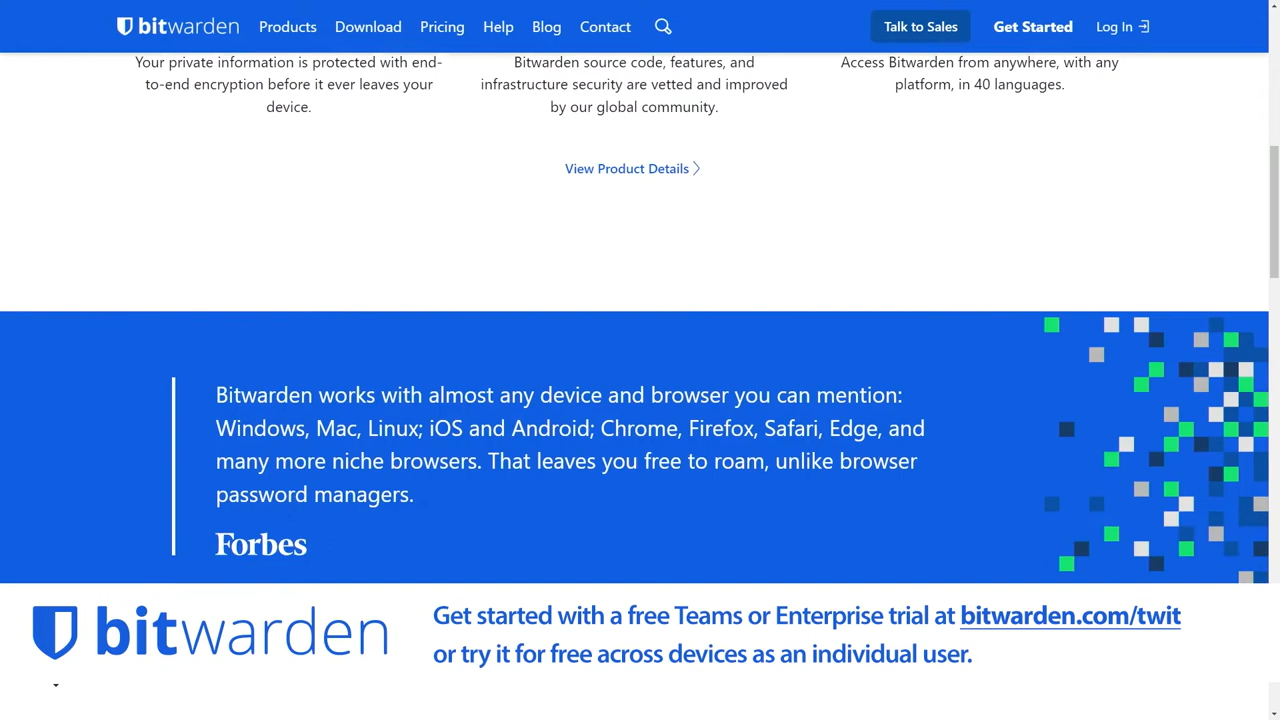 bitwarden Products Download Pricing Help Blog Contact Talk to Sales Get Started Log In
Your private information is protected with end-
to-end encryption before it ever leaves your
device.
Bitwarden source code, features, and
infrastructure security are vetted and improved
by our global community.
Access Bitwarden from anywhere, with any
platform, in 40 languages.
View Product Details
Bitwarden works with almost any device and browser you can mention:
Windows, Mac, Linux; iOS and Android; Chrome, Firefox, Safari, Edge, and
many more niche browsers. That leaves you free to roam, unlike browser
password managers.
Forbes
bitwarden
Get started with a free Teams or Enterprise trial at bitwarden.com/twit
or try it for free across devices as an individual user.